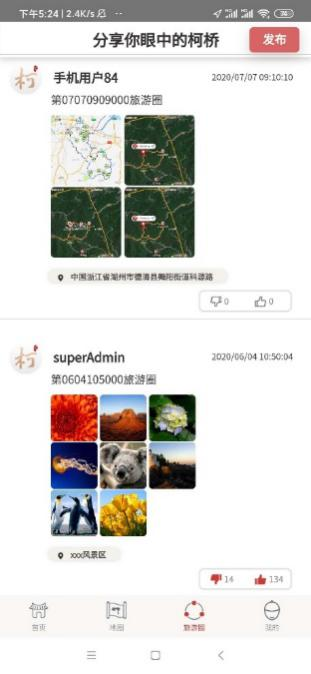 下午5:24 | 2.4K/s
分享你眼中的柯桥
发布
手机用户84
2020/07/07 09:10:10
第07070909000旅游圈
中国浙江省湖州市德清县舞阳街道科源路
0
0
superAdmin
2020/06/04 10:50:04
第0604105000旅游圈
xxx风景区
14
134
首页
地图
旅游圈
我的